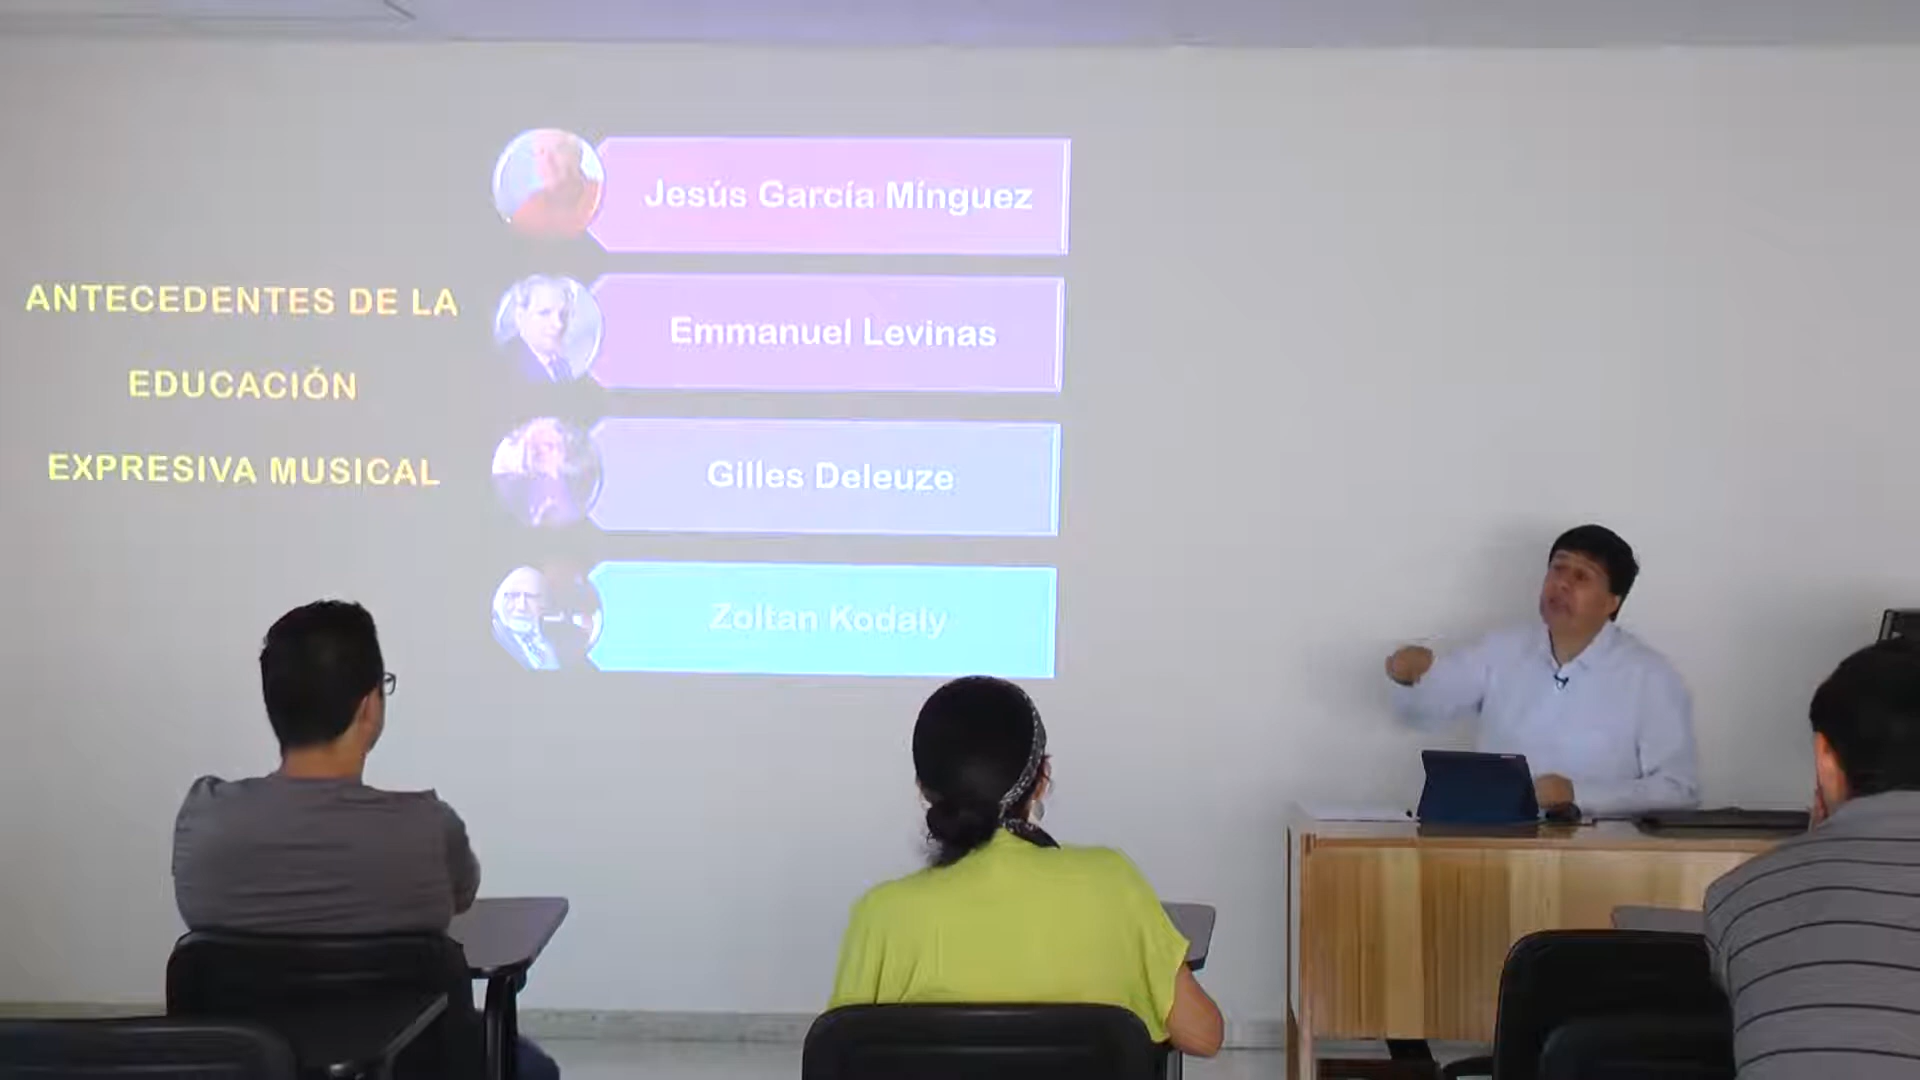 ANTECEDENTES DE LA
EDUCACIÓN
EXPRESIVA MUSICAL
Jesús García Mínguez
Emmanuel Levinas
Gilles Deleuze
Zoltan Kodaly